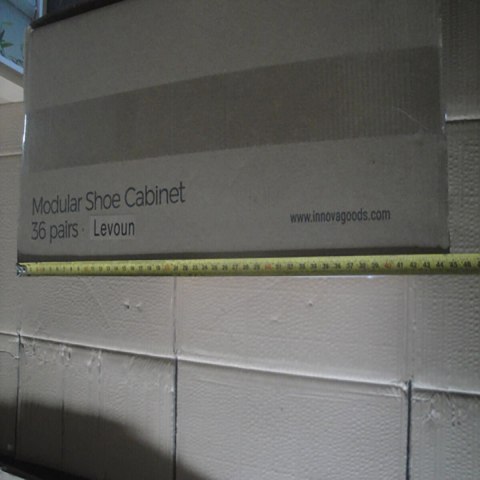 Modular Shoe Cabinet
36 pairs · Levoun
www.innovagoods.com